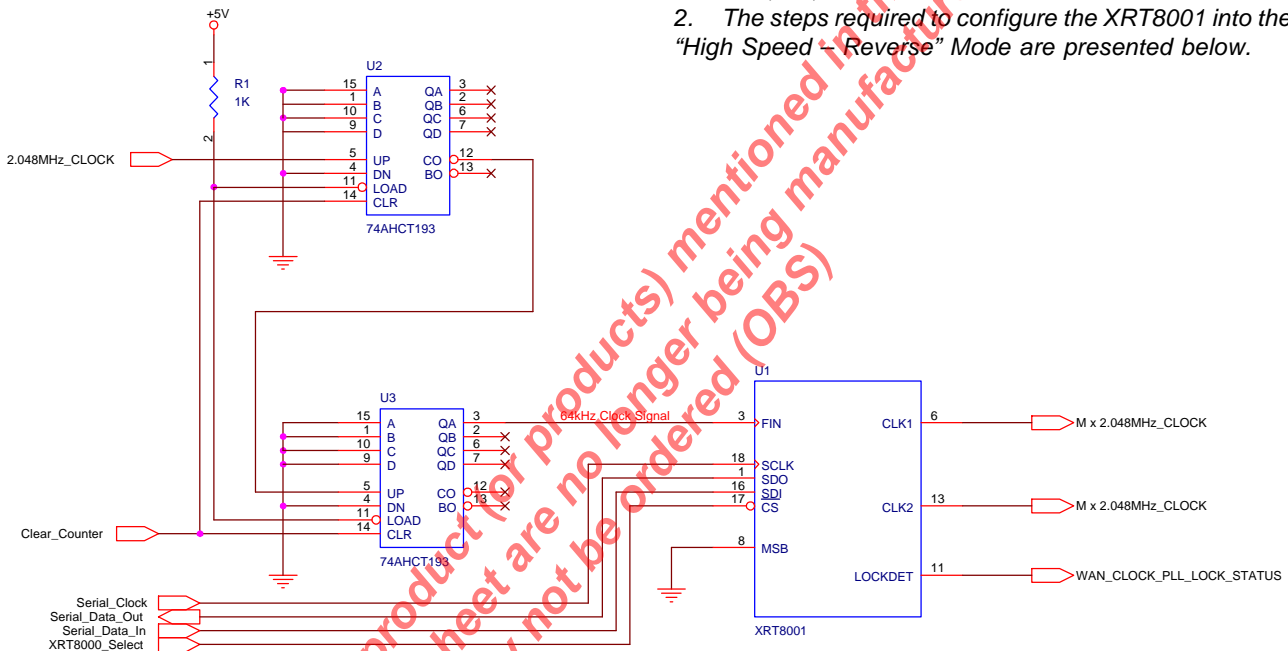 2. The steps required to configure the XRT8001 into the
“High Speed – Reverse” Mode are presented below.
+5V
1
R1
1K
2
U2
15 A QA 3
1 B QB 2
10 C QC 6
9 D QD 7
2.048MHz_CLOCK
5 UP CO 12
4 DN BO 13
11 LOAD
14 CLR
74AHCT193
U3
15 A QA 3
1 B QB 2
10 C QC 6
9 D QD 7
5 UP CO 12
4 DN BO 13
11 LOAD
14 CLR
74AHCT193
Clear_Counter
64kHz Clock Signal
U1
3 FIN CLK1 6
M x 2.048MHz_CLOCK
18 SCLK
1 SDO
16 SDI
17 CS
CLK2 13
M x 2.048MHz_CLOCK
8 MSB
LOCKDET 11
WAN_CLOCK_PLL_LOCK_STATUS
XRT8001
Serial_Clock
Serial_Data_Out
Serial_Data_In
XRT8000_Select
product (or products) mentioned in
heet are no longer being manufactur
y not be ordered (OBS)